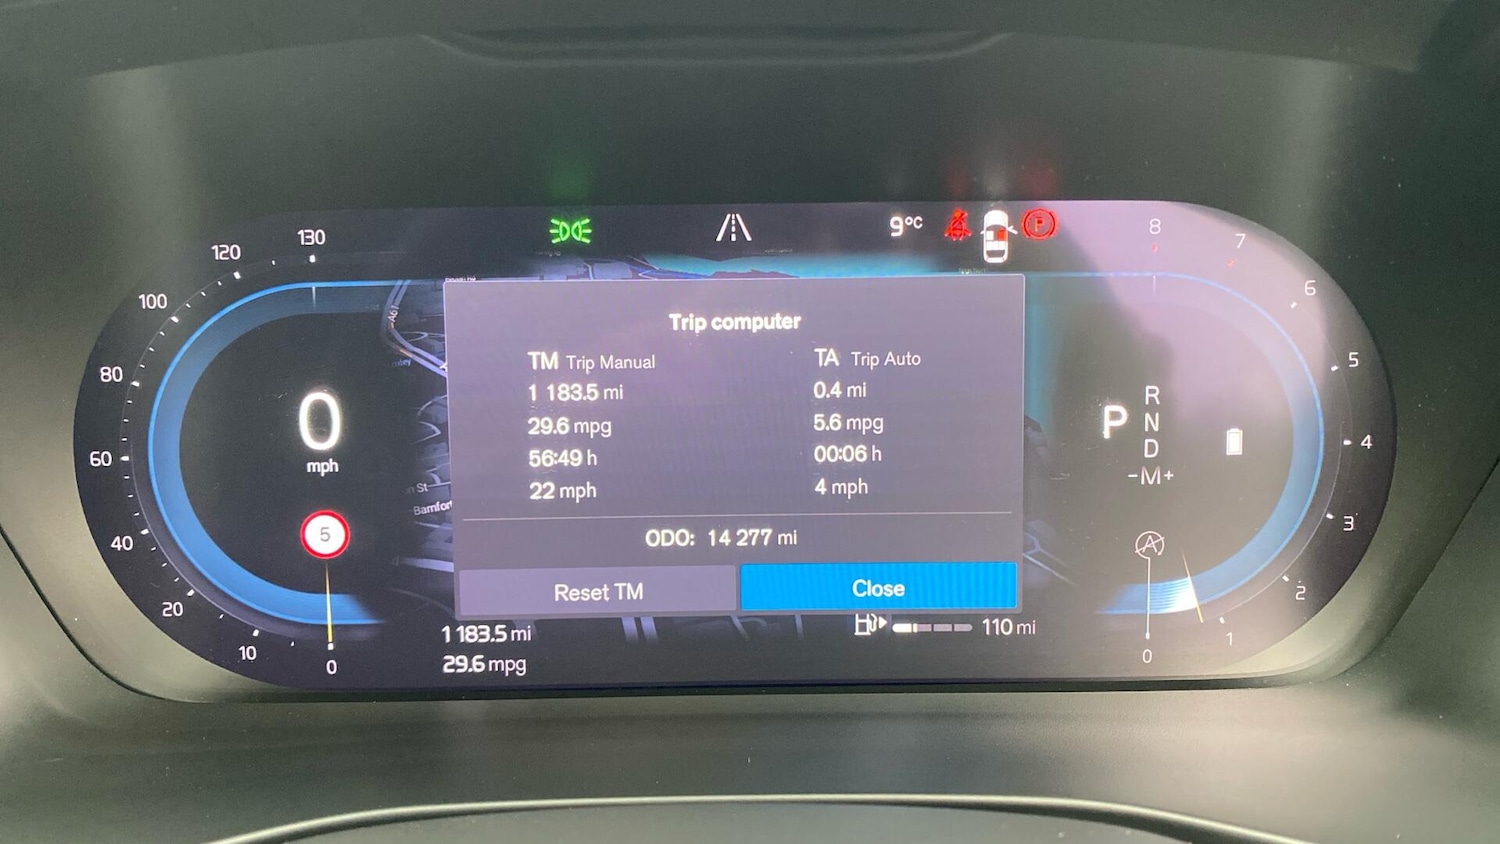 130
120
100
80
60
40
20
10
0
0
mph
5
9°C
P
8
7
6
5
4
3
2
1
0
P
R
N
D
-M+
A
A61
St
Bamfor
Trip computer
TM Trip Manual
1 183.5 mi
29.6 mpg
56:49 h
22 mph
TA Trip Auto
0.4 mi
5.6 mpg
00:06 h
4 mph
ODO: 14 277 mi
Reset TM
Close
1 183.5 mi
29.6 mpg
110 mi